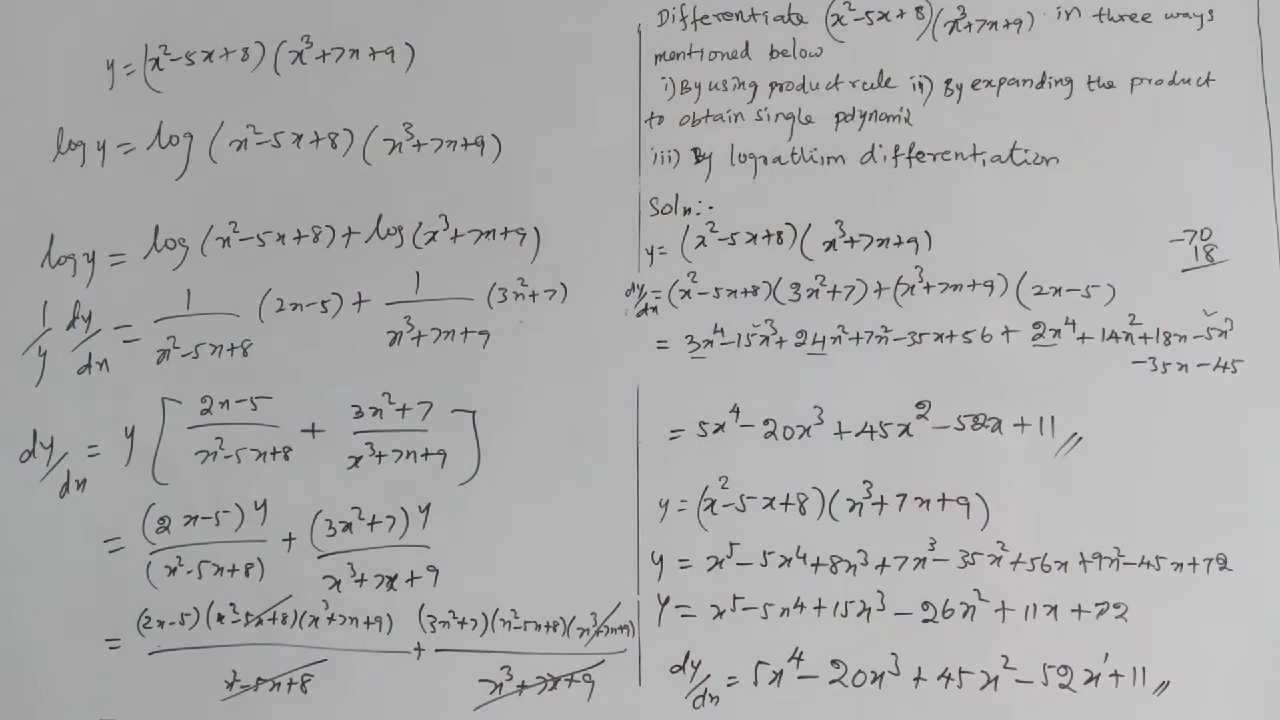 Differentiate (x²-5x+8)(x³+7x+9) in three ways
mentioned below
i) By using product rule ii) By expanding the product
to obtain single polynomil
iii) By lograthism differentiation
Soln:-
y = (x²-5x+8)(x³+7x+9)
-70
18
dy/dx = (x²-5x+8)(3x²+7)+(x³+7x+9)(2x-5)
= 3x⁴-15x³+24x²+7x²-35x+56+2x⁴+14x²+18x-5x³
-35x-45
= 5x⁴-20x³+45x²-52x+11//
y = (x²-5x+8)(x³+7x+9)
y = x⁵-5x⁴+8x³+7x³-35x²+56x+9x²-45x+72
y = x⁵-5x⁴+15x³-26x²+11x+72
dy/dx = 5x⁴-20x³+45x²-52x¹+11//
y = (x²-5x+8)(x³+7x+9)
log y = log (x²-5x+8)(x³+7x+9)
log y = log (x²-5x+8)+log(x³+7x+9)
1/y dy/dx = 1/(x²-5x+8) (2x-5) + 1/(x³+7x+9) (3x²+7)
dy/dx = y [ (2x-5)/(x²-5x+8) + (3x²+7)/(x³+7x+9) ]
= (2x-5)y/(x²-5x+8) + (3x²+7)y/(x³+7x+9)
= (2x-5)(x²-5x+8)(x³+7x+9)/(x²-5x+8) + (3x²+7)(x²-5x+8)(x³+7x+9)/(x³+7x+9)